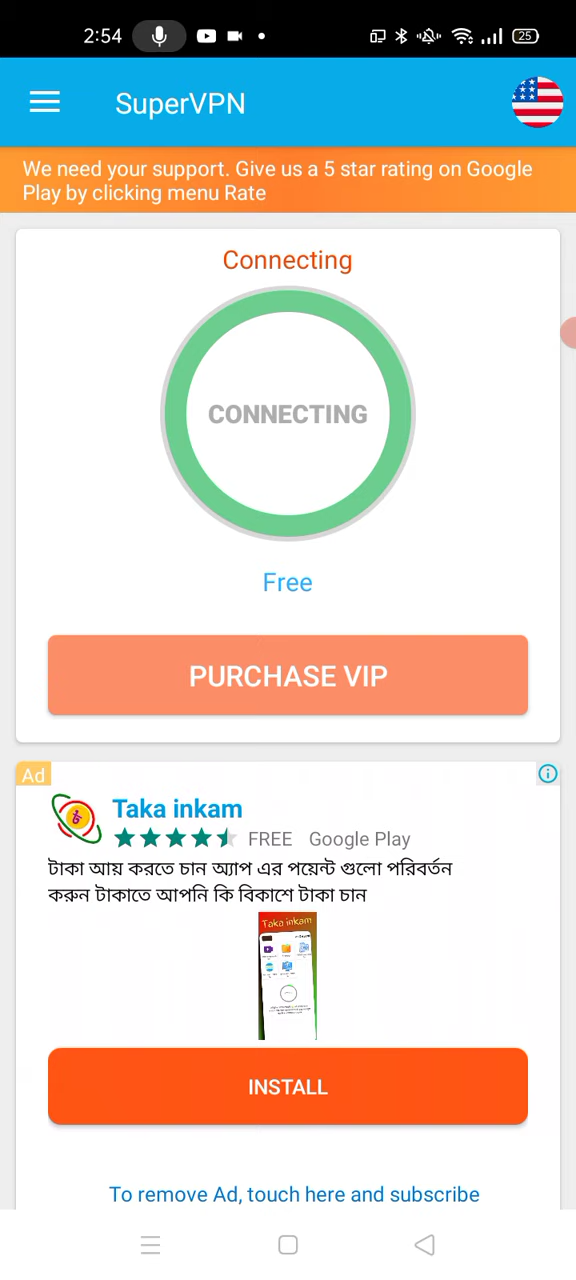 2:54
25
SuperVPN
We need your support. Give us a 5 star rating on Google
Play by clicking menu Rate
Connecting
CONNECTING
Free
PURCHASE VIP
Ad
Taka inkam
FREE Google Play
টাকা আয় করতে চান অ্যাপ এর পয়েন্ট গুলো পরিবর্তন
করুন টাকাতে আপনি কি বিকাশে টাকা চান
Taka inkam
INSTALL
To remove Ad, touch here and subscribe